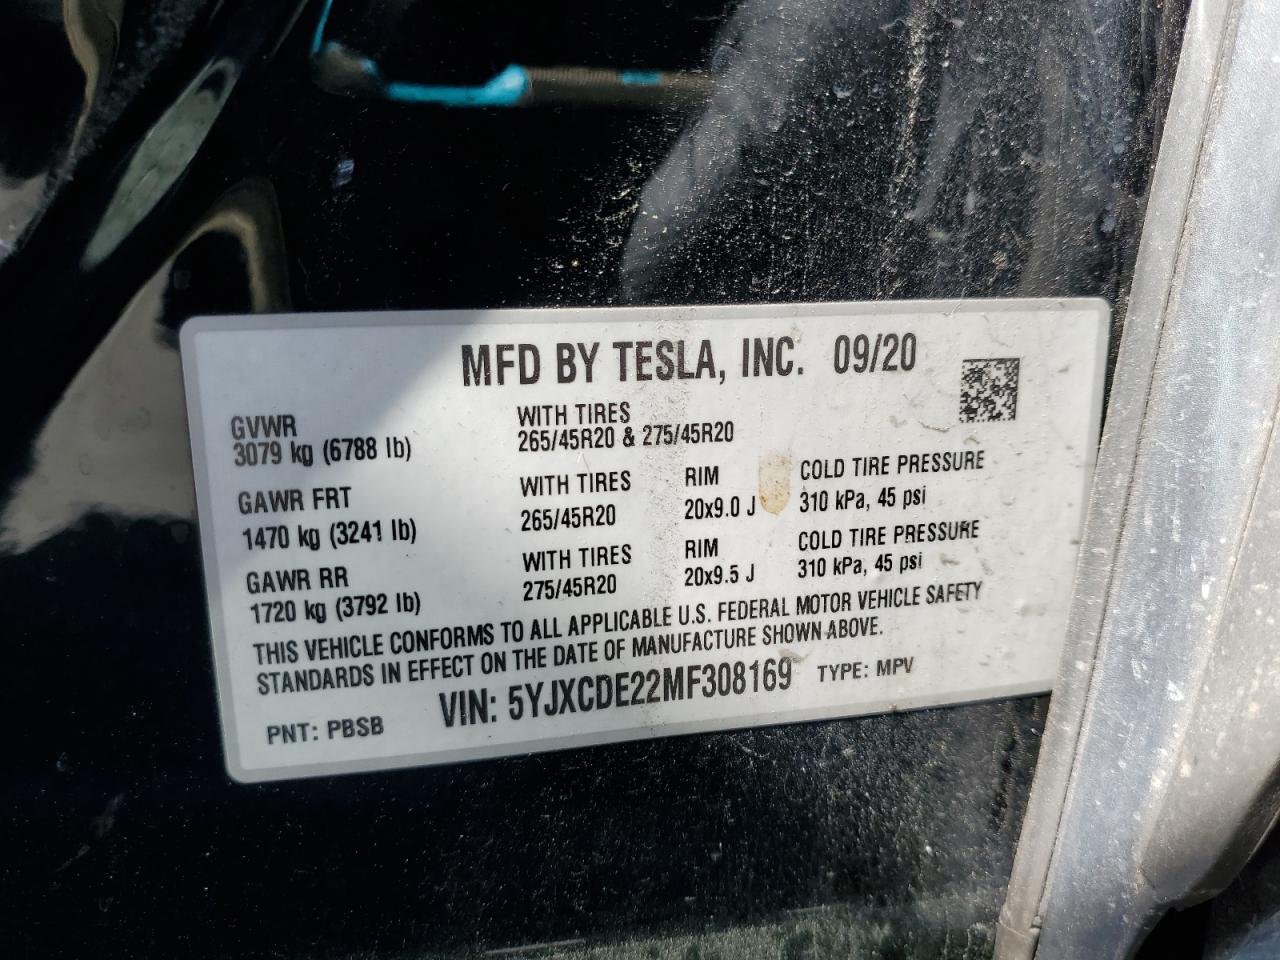 MFD BY TESLA, INC. 09/20
GVWR
3079 kg (6788 lb)
WITH TIRES
265/45R20 & 275/45R20
GAWR FRT
1470 kg (3241 lb)
WITH TIRES
265/45R20
RIM
20x9.0 J
COLD TIRE PRESSURE
310 kPa, 45 psi
GAWR RR
1720 kg (3792 lb)
WITH TIRES
275/45R20
RIM
20x9.5 J
COLD TIRE PRESSURE
310 kPa, 45 psi
THIS VEHICLE CONFORMS TO ALL APPLICABLE U.S. FEDERAL MOTOR VEHICLE SAFETY
STANDARDS IN EFFECT ON THE DATE OF MANUFACTURE SHOWN ABOVE.
PNT: PBSB VIN: 5YJXCDE22MF308169 TYPE: MPV